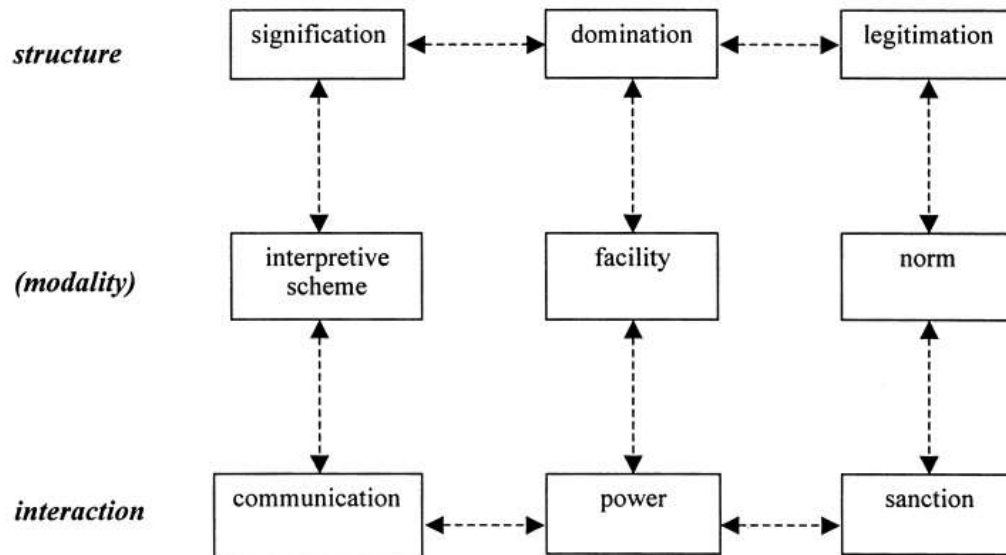 structure
signification
domination
legitimation
(modality)
interpretive
scheme
facility
norm
interaction
communication
power
sanction